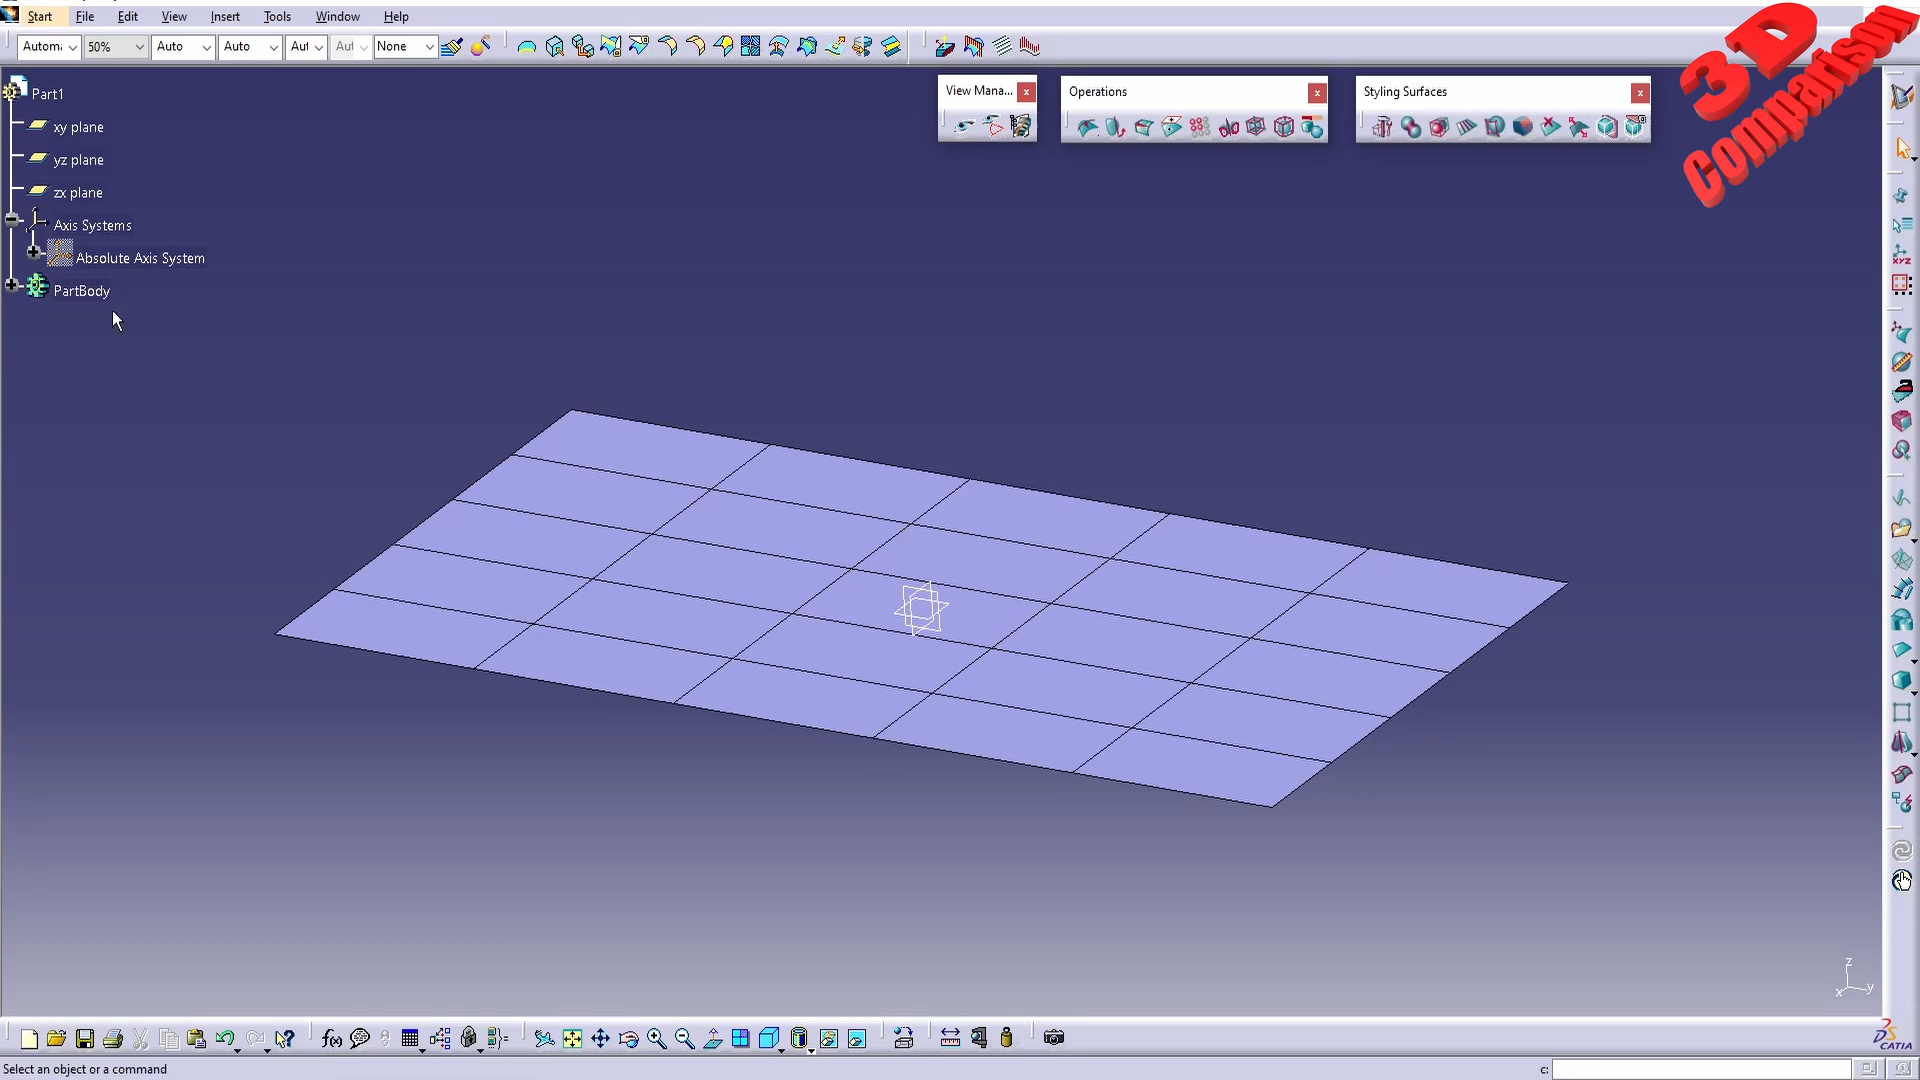 Start File Edit View Insert Tools Window Help
Autom: 50% Auto Auto Aut Aut None
3D
Comparison
View Mana... x Operations x Styling Surfaces x
Part1
xy plane
yz plane
zx plane
Axis Systems
Absolute Axis System
PartBody
XYZ
z
x y
f(x)
DS
CATIA
Select an object or a command c: